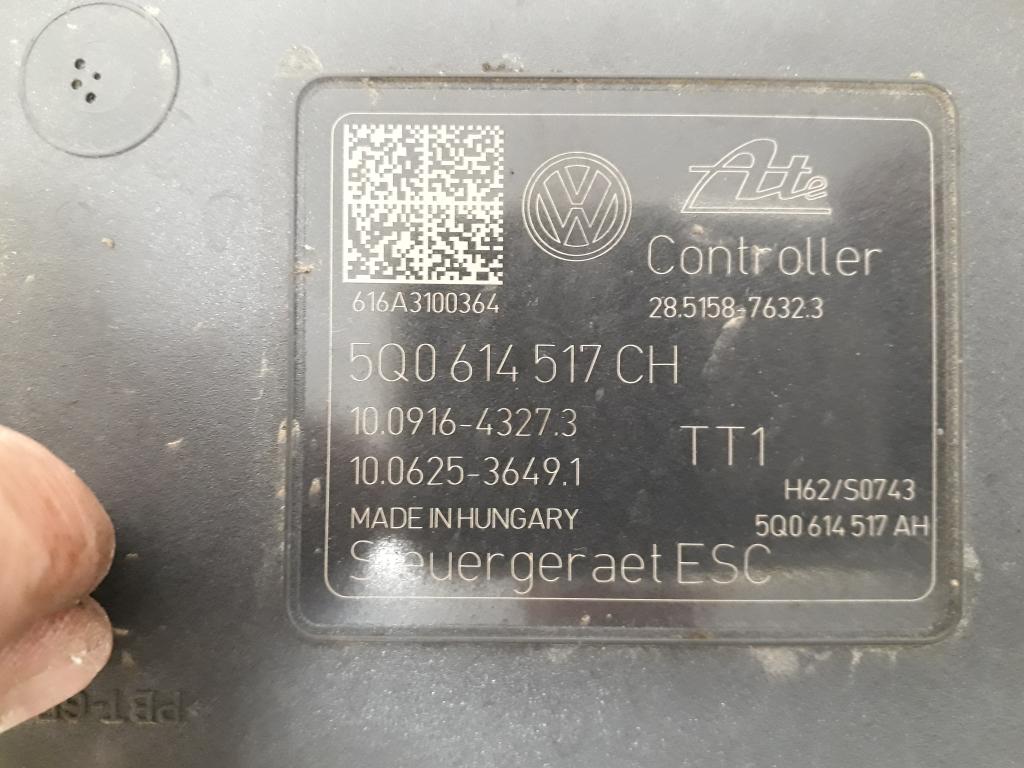 Ate
Controller
616A3100364
28.5158-7632.3
5Q0 614 517 CH
10.0916-4327.3
TT1
10.0625-3649.1
H62/S0743
MADE IN HUNGARY
5Q0 614 517 AH
Steuergeraet ESC